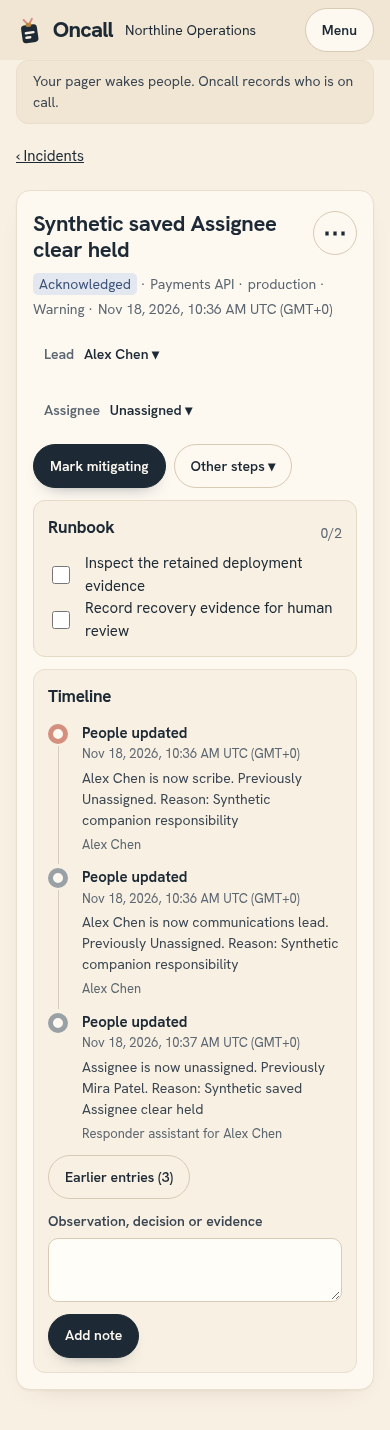 Oncall Northline Operations Menu
Your pager wakes people. Oncall records who is on
call.
‹ Incidents
Synthetic saved Assignee
clear held
Acknowledged · Payments API · production ·
Warning · Nov 18, 2026, 10:36 AM UTC (GMT+0)
Lead Alex Chen ▾
Assignee Unassigned ▾
Mark mitigating Other steps ▾
Runbook 0/2
Inspect the retained deployment
evidence
Record recovery evidence for human
review
Timeline
People updated
Nov 18, 2026, 10:36 AM UTC (GMT+0)
Alex Chen is now scribe. Previously
Unassigned. Reason: Synthetic
companion responsibility
Alex Chen
People updated
Nov 18, 2026, 10:36 AM UTC (GMT+0)
Alex Chen is now communications lead.
Previously Unassigned. Reason: Synthetic
companion responsibility
Alex Chen
People updated
Nov 18, 2026, 10:37 AM UTC (GMT+0)
Assignee is now unassigned. Previously
Mira Patel. Reason: Synthetic saved
Assignee clear held
Responder assistant for Alex Chen
Earlier entries (3)
Observation, decision or evidence
Add note